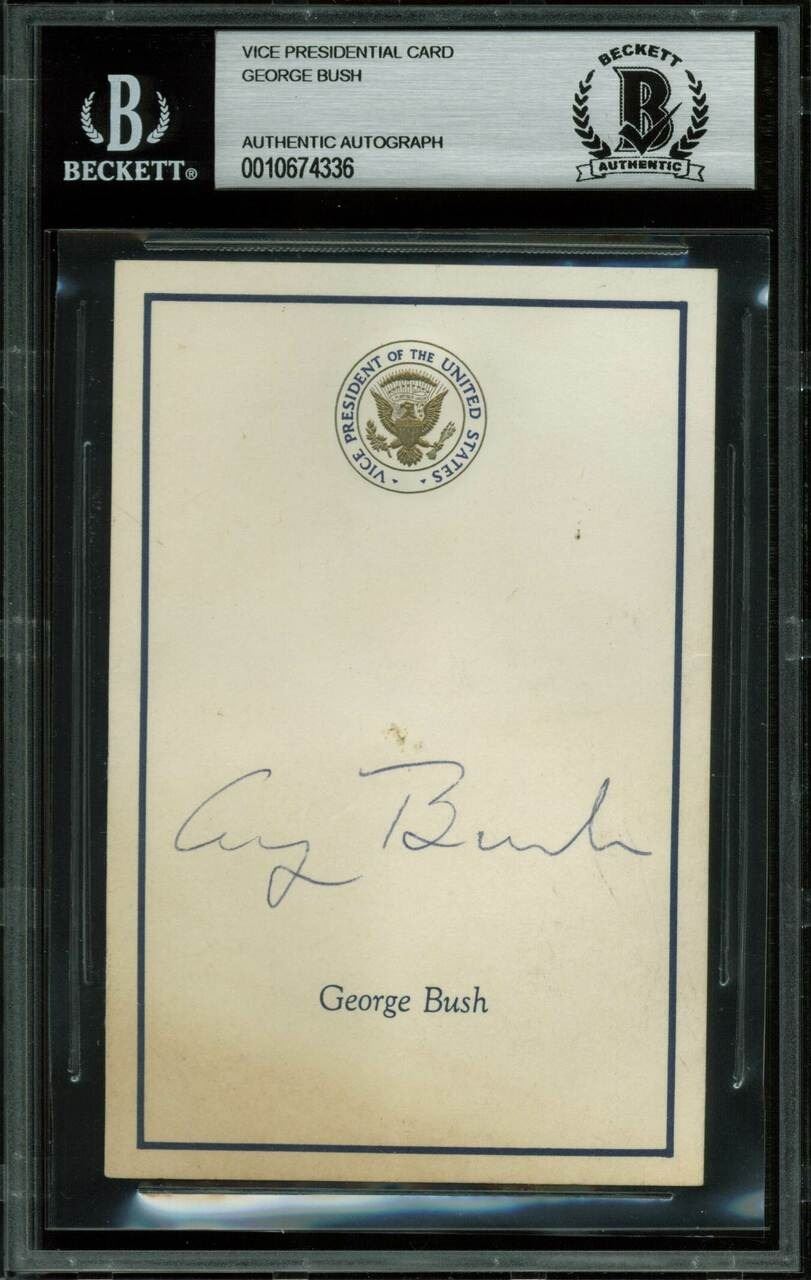 VICE PRESIDENTIAL CARD
GEORGE BUSH
AUTHENTIC AUTOGRAPH
0010674336
B
BECKETT®
BECKETT
B
AUTHENTIC
VICE PRESIDENT OF THE UNITED STATES
Bush
George Bush